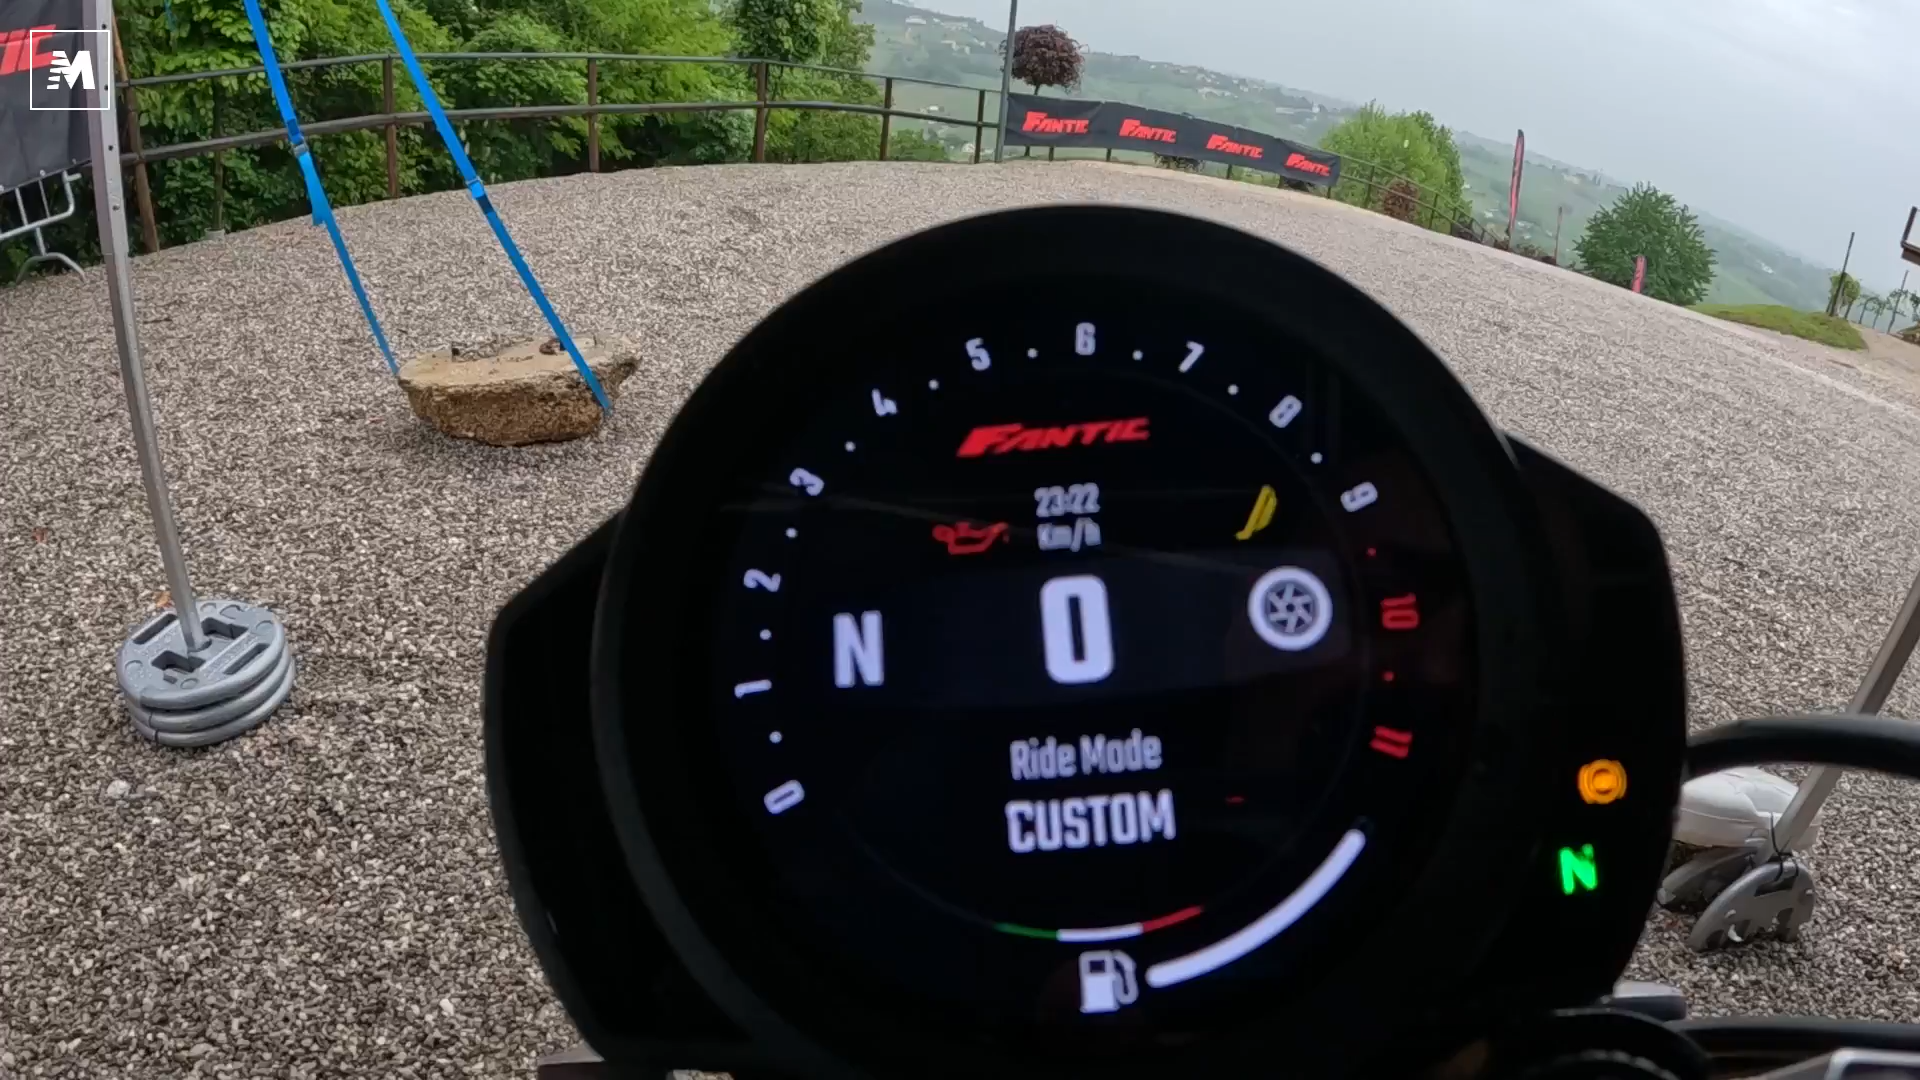 TIC
M
FANTIC FANTIC FANTIC FANTIC
4 5 6 7 8
3 9
2 10
1 11
0
FANTIC
23:22
Km/h
N 0
Ride Mode
CUSTOM
N